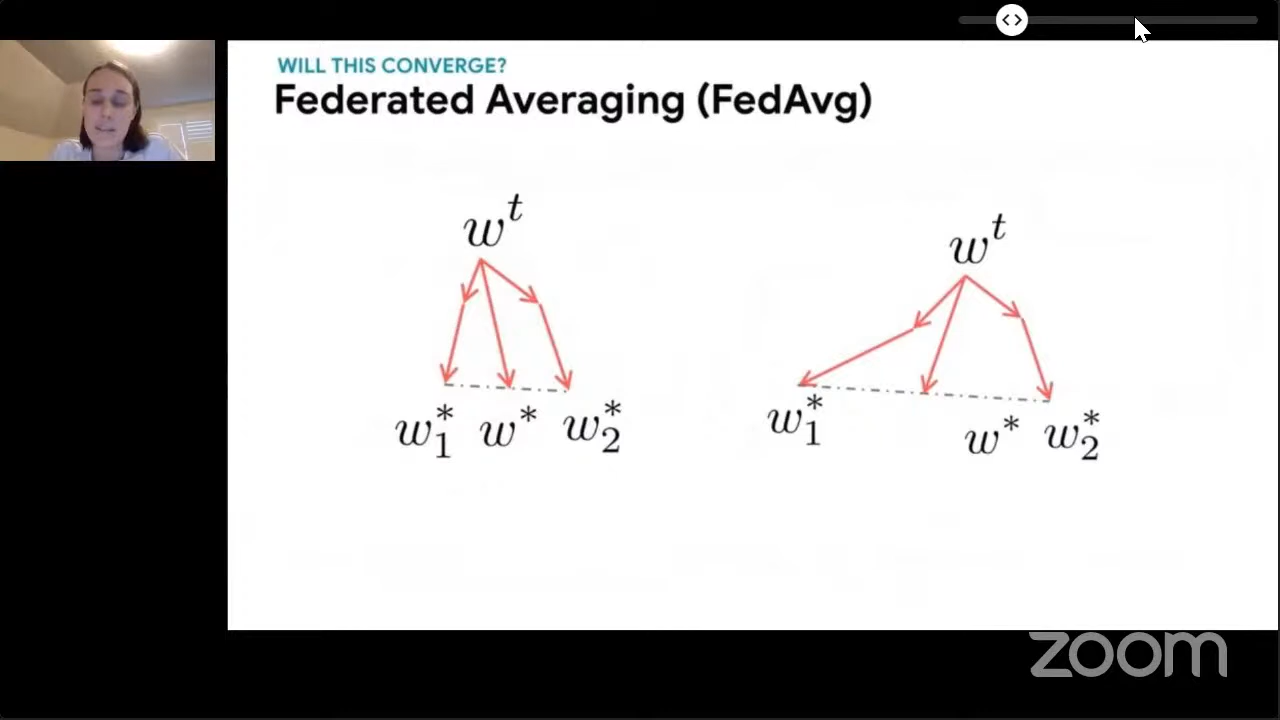 WILL THIS CONVERGE?
Federated Averaging (FedAvg)
w^t
w^t
w_1^* w^* w_2^*
w_1^* w^* w_2^*
zoom